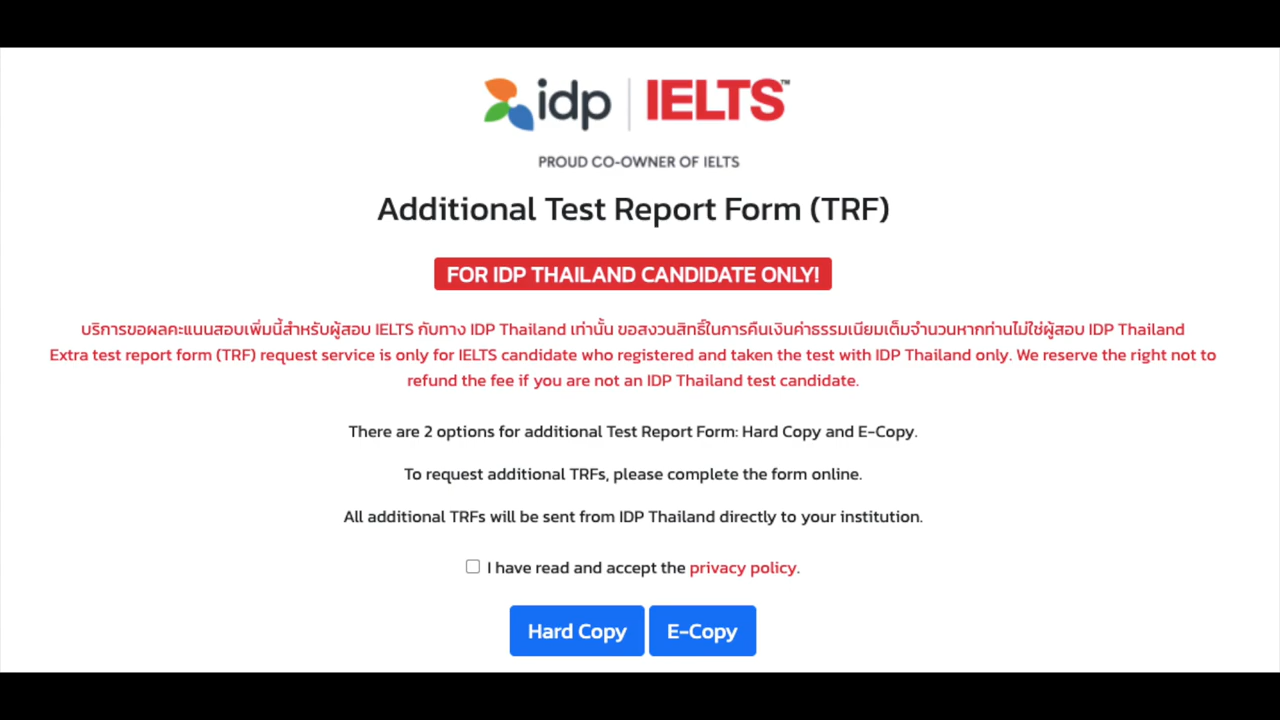 idp IELTS™
PROUD CO-OWNER OF IELTS
Additional Test Report Form (TRF)
FOR IDP THAILAND CANDIDATE ONLY!
บริการขอผลคะแนนสอบเพิ่มนี้สำหรับผู้สอบ IELTS กับทาง IDP Thailand เท่านั้น ขอสงวนสิทธิ์ในการคืนเงินค่าธรรมเนียมเต็มจำนวนหากท่านไม่ใช่ผู้สอบ IDP Thailand
Extra test report form (TRF) request service is only for IELTS candidate who registered and taken the test with IDP Thailand only. We reserve the right not to
refund the fee if you are not an IDP Thailand test candidate.
There are 2 options for additional Test Report Form: Hard Copy and E-Copy.
To request additional TRFs, please complete the form online.
All additional TRFs will be sent from IDP Thailand directly to your institution.
I have read and accept the privacy policy.
Hard Copy E-Copy